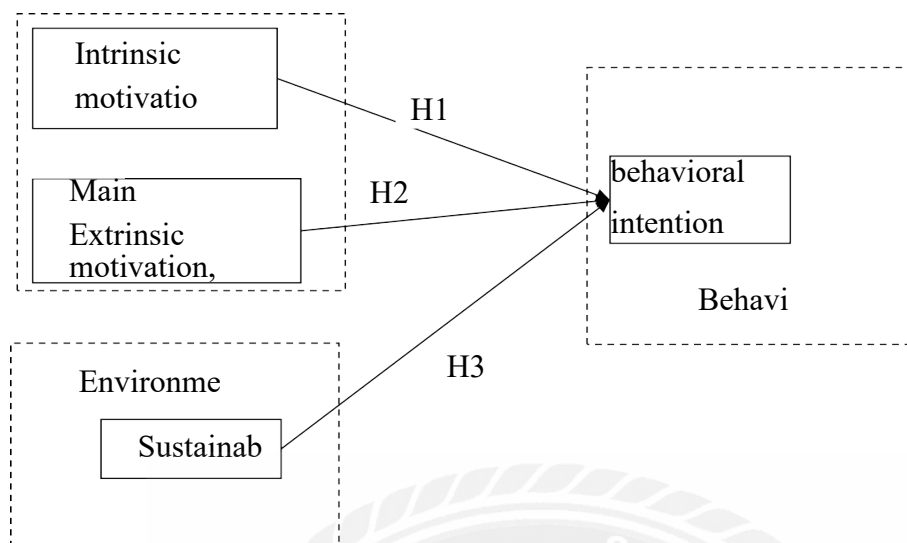 Intrinsic
motivatio
H1
Main
Extrinsic
motivation,
H2
behavioral
intention
Behavi
H3
Environme
Sustainab